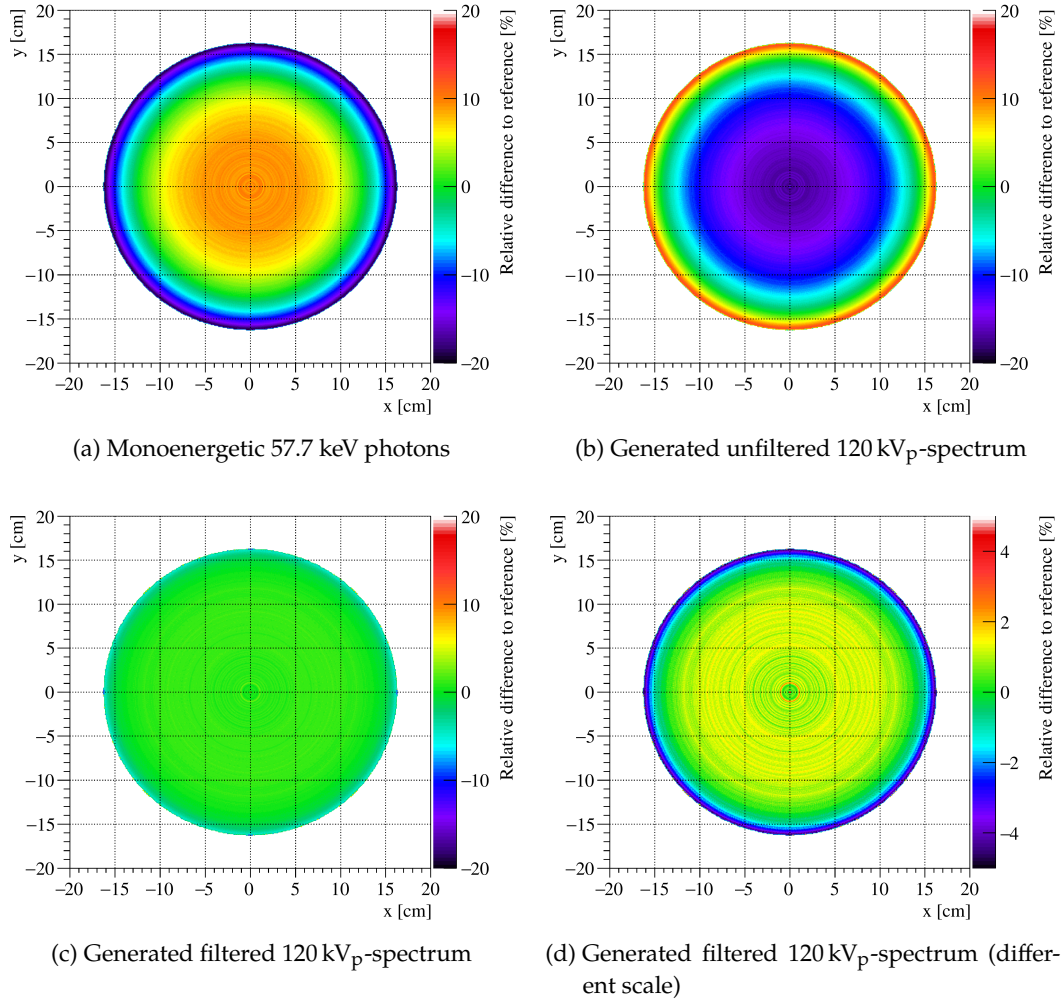 20
15
10
5
0
−5
−10
−15
−20
y [cm]
−20 −15 −10 −5 0 5 10 15 20
x [cm]
20
10
0
−10
−20
Relative difference to reference [%]
(a) Monoenergetic 57.7 keV photons
20
15
10
5
0
−5
−10
−15
−20
y [cm]
−20 −15 −10 −5 0 5 10 15 20
x [cm]
20
10
0
−10
−20
Relative difference to reference [%]
(b) Generated unfiltered 120 kVp-spectrum
20
15
10
5
0
−5
−10
−15
−20
y [cm]
−20 −15 −10 −5 0 5 10 15 20
x [cm]
20
10
0
−10
−20
Relative difference to reference [%]
(c) Generated filtered 120 kVp-spectrum
20
15
10
5
0
−5
−10
−15
−20
y [cm]
−20 −15 −10 −5 0 5 10 15 20
x [cm]
4
2
0
−2
−4
Relative difference to reference [%]
(d) Generated filtered 120 kVp-spectrum (differ-
ent scale)